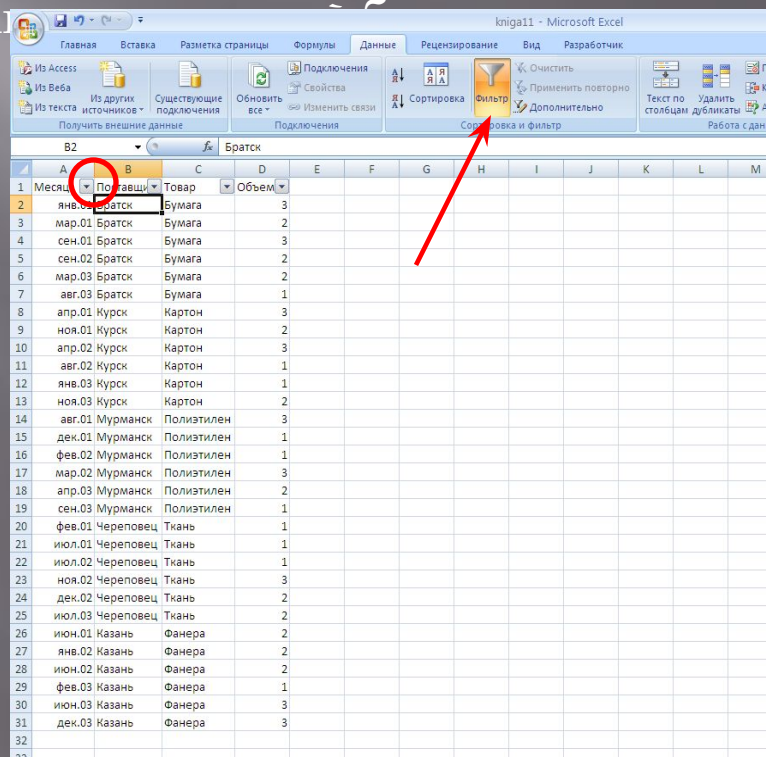 kniga11 - Microsoft Excel
Главная Вставка Разметка страницы Формулы Данные Рецензирование Вид Разработчик
Из Access
Из Веба
Из текста
Из других источников
Существующие подключения
Получить внешние данные
Обновить все
Подключения
Свойства
Изменить связи
Подключения
Сортировка
Фильтр
Очистить
Применить повторно
Дополнительно
Сортировка и фильтр
Текст по столбцам
Удалить дубликаты
Работа с дан
B2 fx Братск
A B C D E F G H I J K L M
1 Месяц Поставщи Товар Объем
2 янв.01 Братск Бумага 3
3 мар.01 Братск Бумага 2
4 сен.01 Братск Бумага 3
5 сен.02 Братск Бумага 2
6 мар.03 Братск Бумага 2
7 авг.03 Братск Бумага 1
8 апр.01 Курск Картон 3
9 ноя.01 Курск Картон 2
10 апр.02 Курск Картон 3
11 авг.02 Курск Картон 1
12 янв.03 Курск Картон 1
13 ноя.03 Курск Картон 2
14 авг.01 Мурманск Полиэтилен 3
15 дек.01 Мурманск Полиэтилен 1
16 фев.02 Мурманск Полиэтилен 1
17 мар.02 Мурманск Полиэтилен 3
18 апр.03 Мурманск Полиэтилен 2
19 сен.03 Мурманск Полиэтилен 1
20 фев.01 Череповец Ткань 1
21 июл.01 Череповец Ткань 1
22 июл.02 Череповец Ткань 1
23 ноя.02 Череповец Ткань 3
24 дек.02 Череповец Ткань 2
25 июл.03 Череповец Ткань 2
26 июн.01 Казань Фанера 2
27 янв.02 Казань Фанера 2
28 июн.02 Казань Фанера 2
29 фев.03 Казань Фанера 1
30 июн.03 Казань Фанера 3
31 дек.03 Казань Фанера 3
32